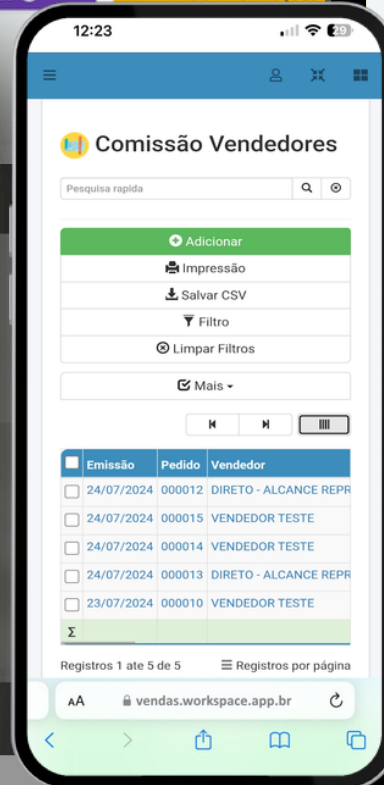 12:23
29
Comissão Vendedores
Pesquisa rapida
Adicionar
Impressão
Salvar CSV
Filtro
Limpar Filtros
Mais
Emissão Pedido Vendedor
24/07/2024 000012 DIRETO - ALCANCE REPR
24/07/2024 000015 VENDEDOR TESTE
24/07/2024 000014 VENDEDOR TESTE
24/07/2024 000013 DIRETO - ALCANCE REPR
23/07/2024 000010 VENDEDOR TESTE
Σ
Registros 1 ate 5 de 5 Registros por página
AA vendas.workspace.app.br